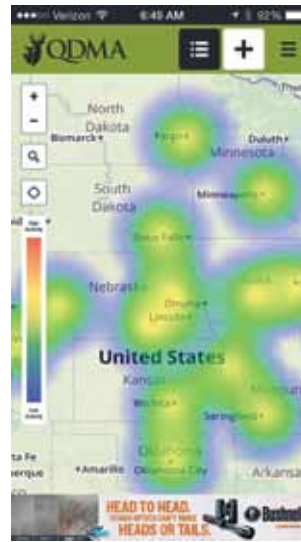 Verizon 6:49 AM 92%
QDMA
North
Dakota
Bismarck
Fargo
Duluth
Minnesota
South
Dakota
Minneapolis
Sioux Falls
Nebraska
Omaha
Lincoln
United States
Kansas
Wichita
Springfield
Oklahoma
Amarillo
Oklahoma City
Arkansas
HEAD TO HEAD.
HEADS OR TAILS.
Bushnell